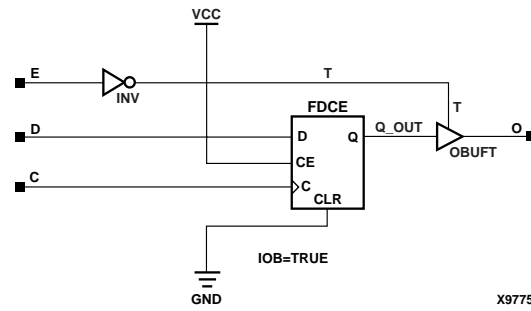 VCC
E
T
INV
FDCE
T
D
D
Q
Q_OUT
O
CE
OBUFT
C
C
CLR
IOB=TRUE
GND
X9775